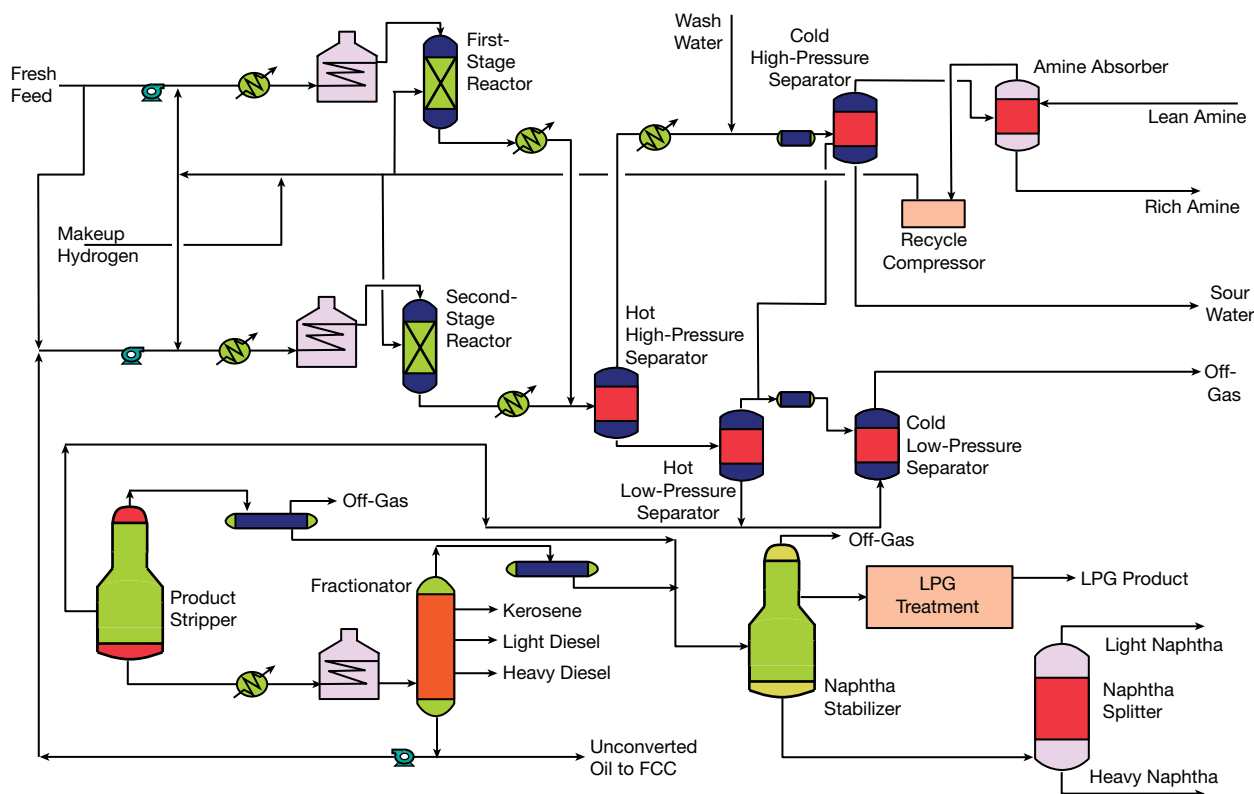 Wash
Water
First-
Stage
Reactor
Cold
High-Pressure
Separator
Amine Absorber
Fresh
Feed
Lean Amine
Rich Amine
Makeup
Hydrogen
Recycle
Compressor
Second-
Stage
Reactor
Hot
High-Pressure
Separator
Sour
Water
Off-
Gas
Cold
Low-Pressure
Separator
Hot
Low-Pressure
Separator
Off-Gas
Off-Gas
Fractionator
LPG
Treatment
LPG Product
Product
Stripper
Kerosene
Light Diesel
Heavy Diesel
Light Naphtha
Naphtha
Stabilizer
Naphtha
Splitter
Unconverted
Oil to FCC
Heavy Naphtha